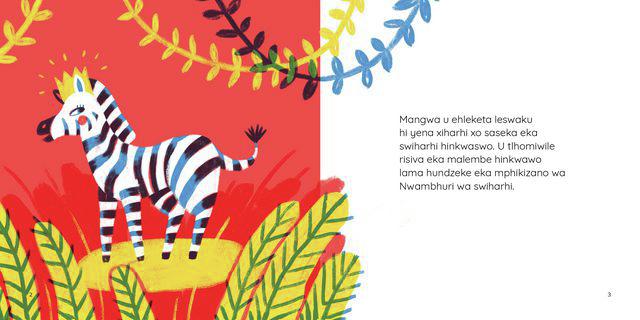 Mangwa u ehleketa leswaku
hi yena xiharhi xo saseka eka
swiharhi hinkwaswo. U tlhomiwile
risiva eka malembe hinkwawo
lama hundzeke eka mphikizano wa
Nwambhuri wa swiharhi.
2
3